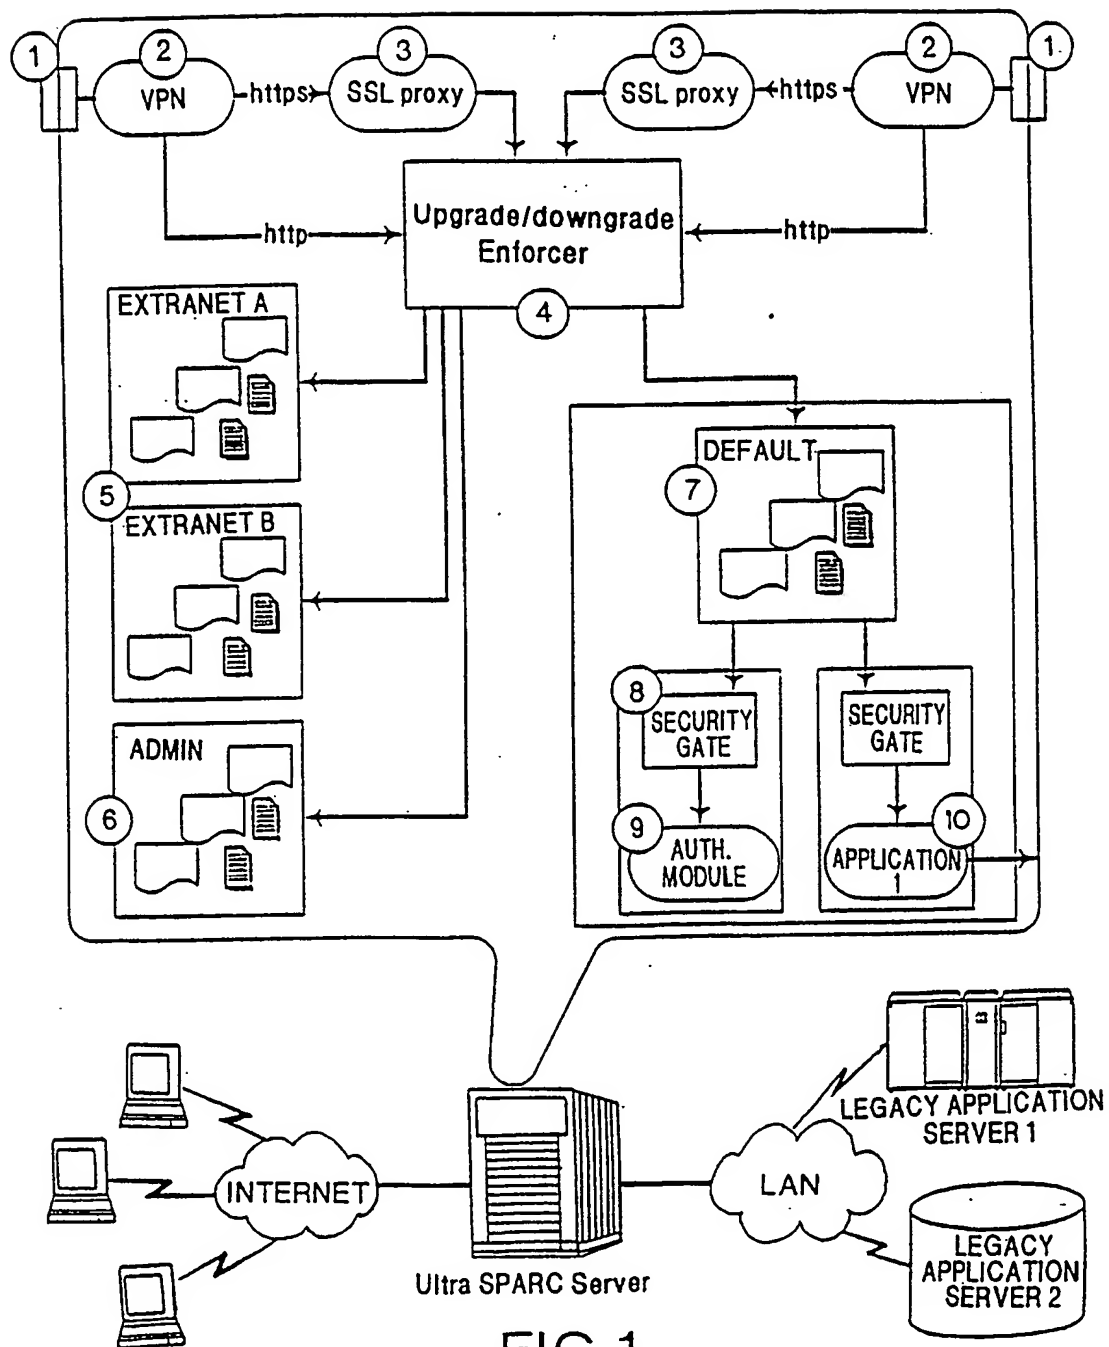 1 2 3 3 2 1
VPN https SSL proxy SSL proxy https VPN
Upgrade/downgrade
Enforcer
http http
4
EXTRANET A
5
EXTRANET B
ADMIN
6
DEFAULT
7
8
SECURITY
GATE
SECURITY
GATE
9
AUTH.
MODULE
10
APPLICATION
1
INTERNET
Ultra SPARC Server
LAN
LEGACY APPLICATION
SERVER 1
LEGACY
APPLICATION
SERVER 2
FIG.1